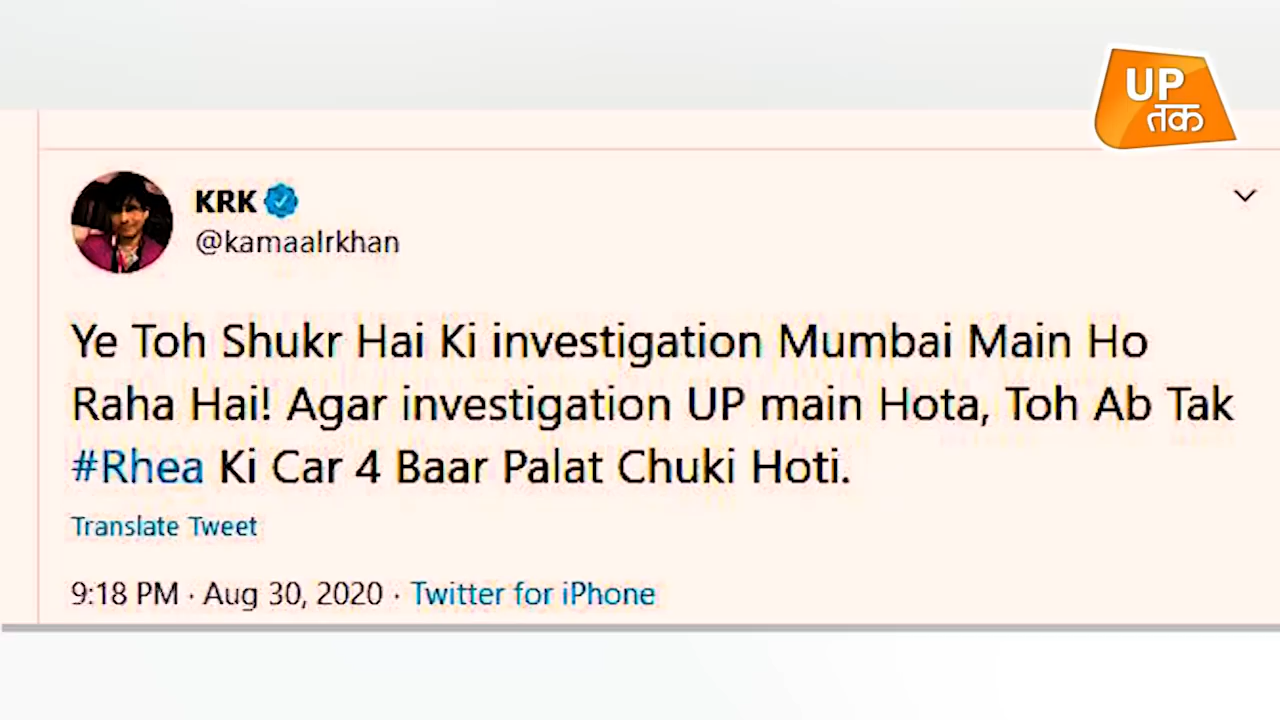 UP
तक
KRK
@kamaalrkhan
Ye Toh Shukr Hai Ki investigation Mumbai Main Ho
Raha Hai! Agar investigation UP main Hota, Toh Ab Tak
#Rhea Ki Car 4 Baar Palat Chuki Hoti.
Translate Tweet
9:18 PM · Aug 30, 2020 · Twitter for iPhone